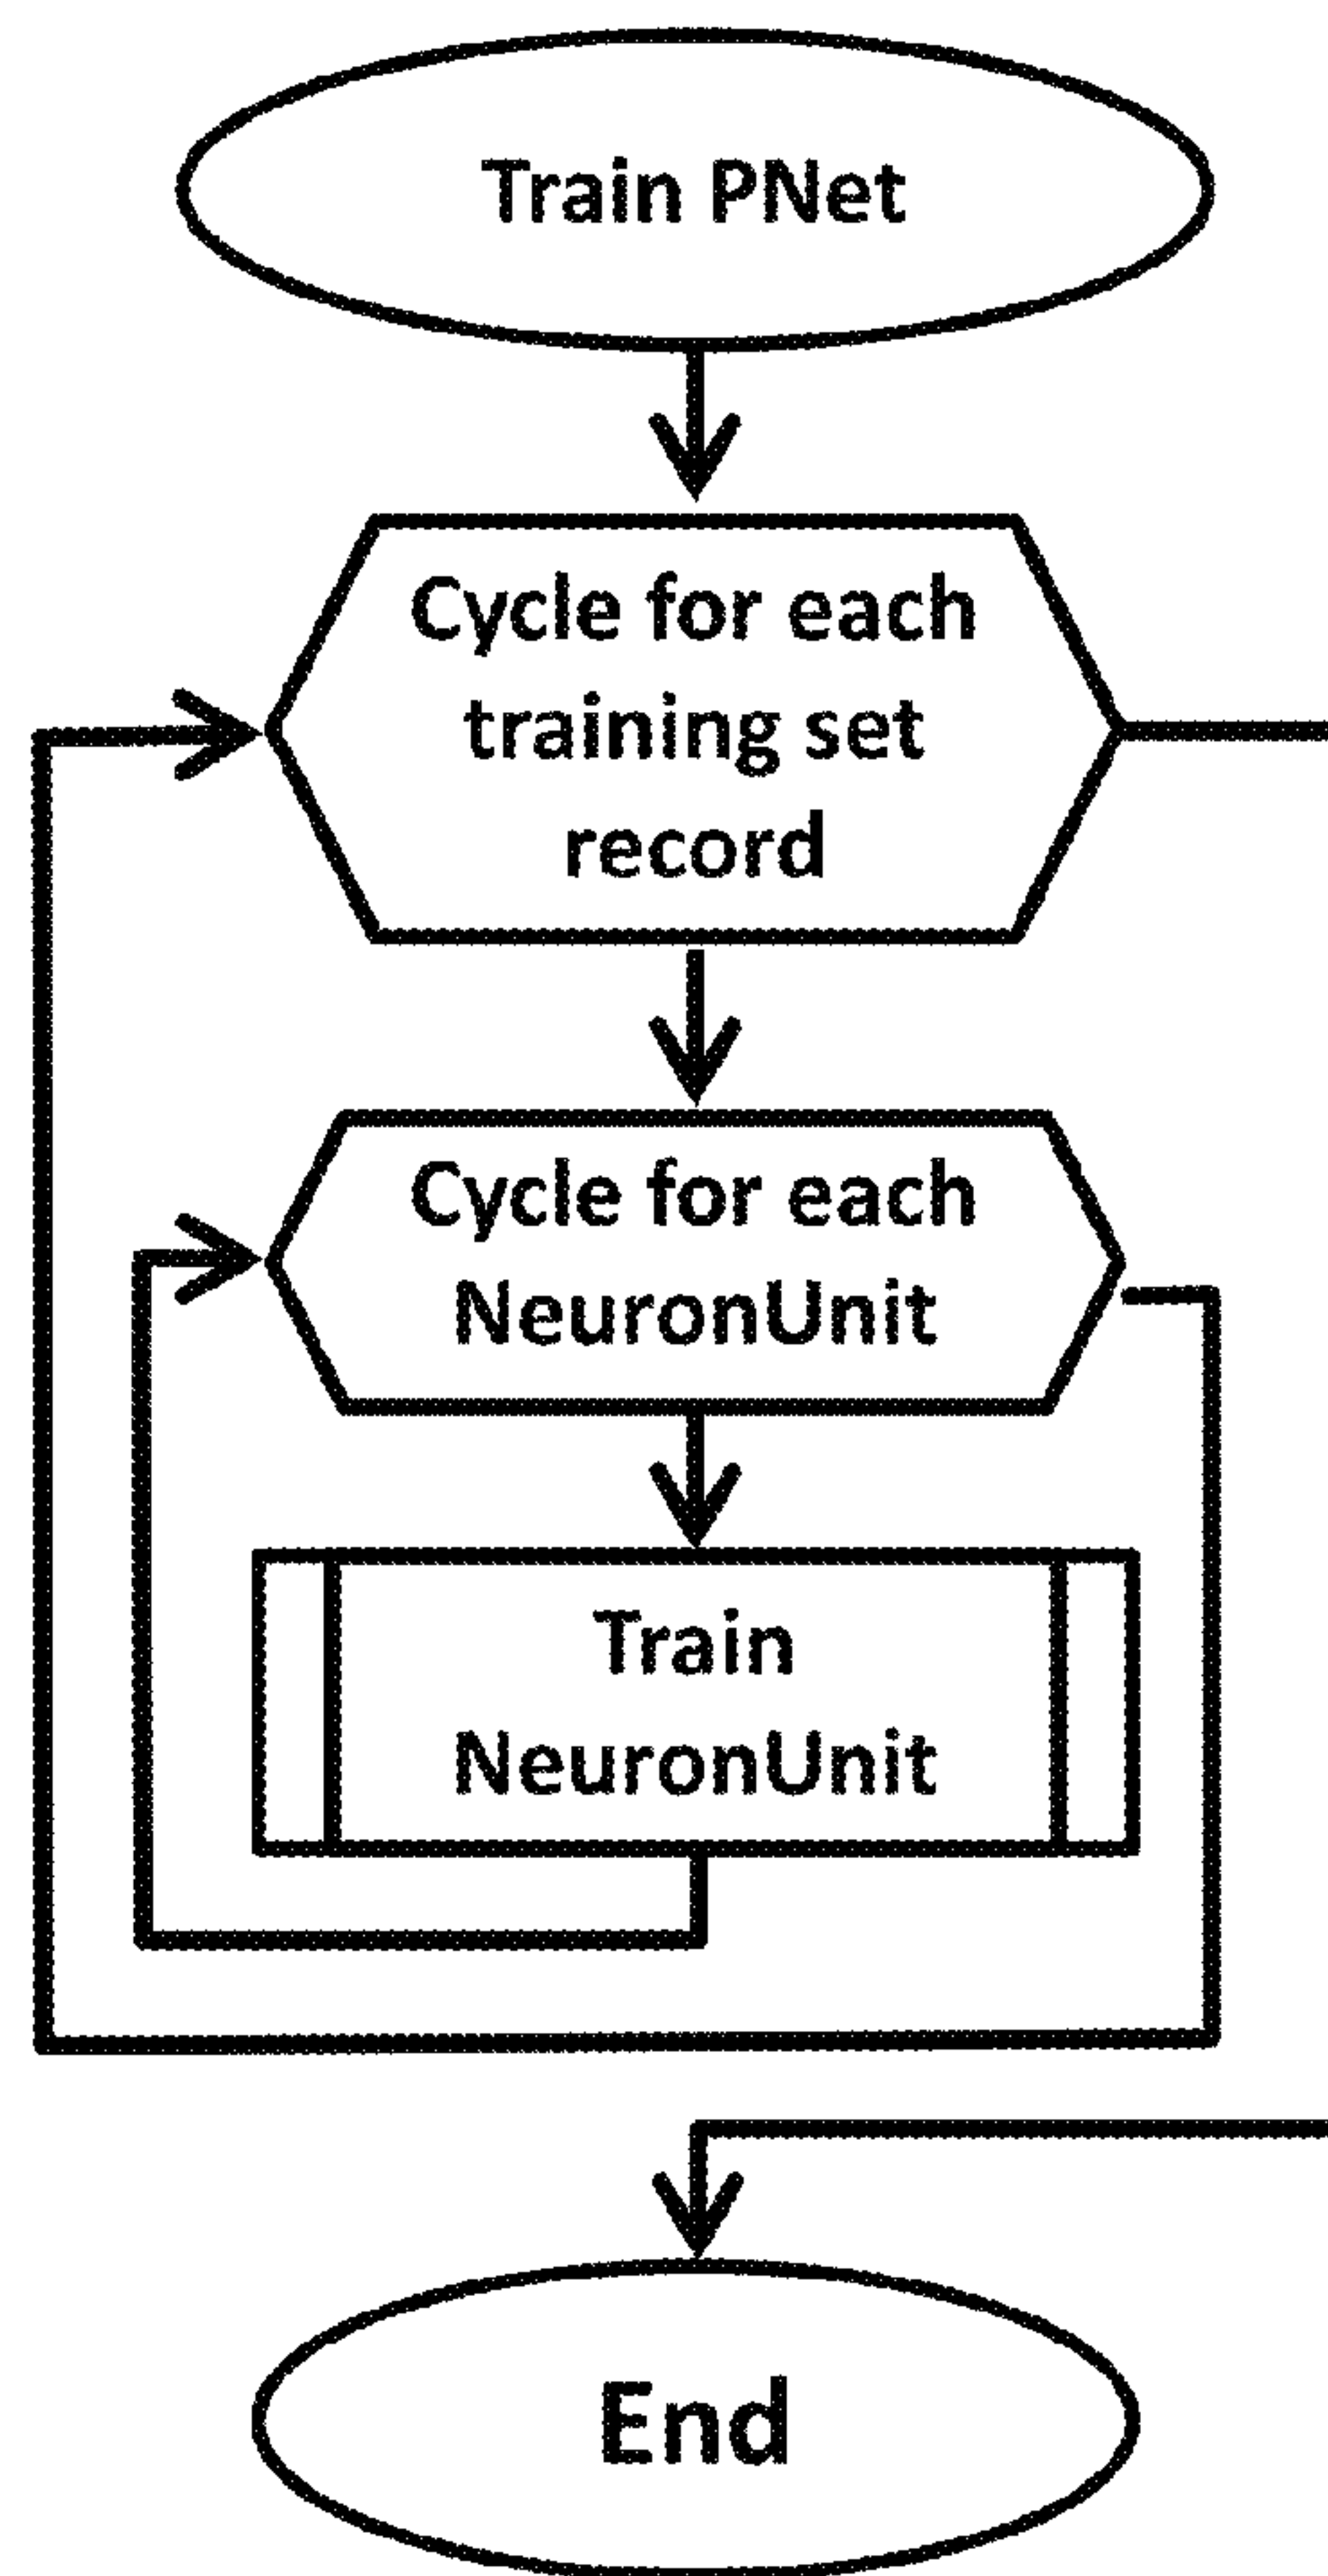 Train PNet
Cycle for each
training set
record
Cycle for each
NeuronUnit
Train
NeuronUnit
End